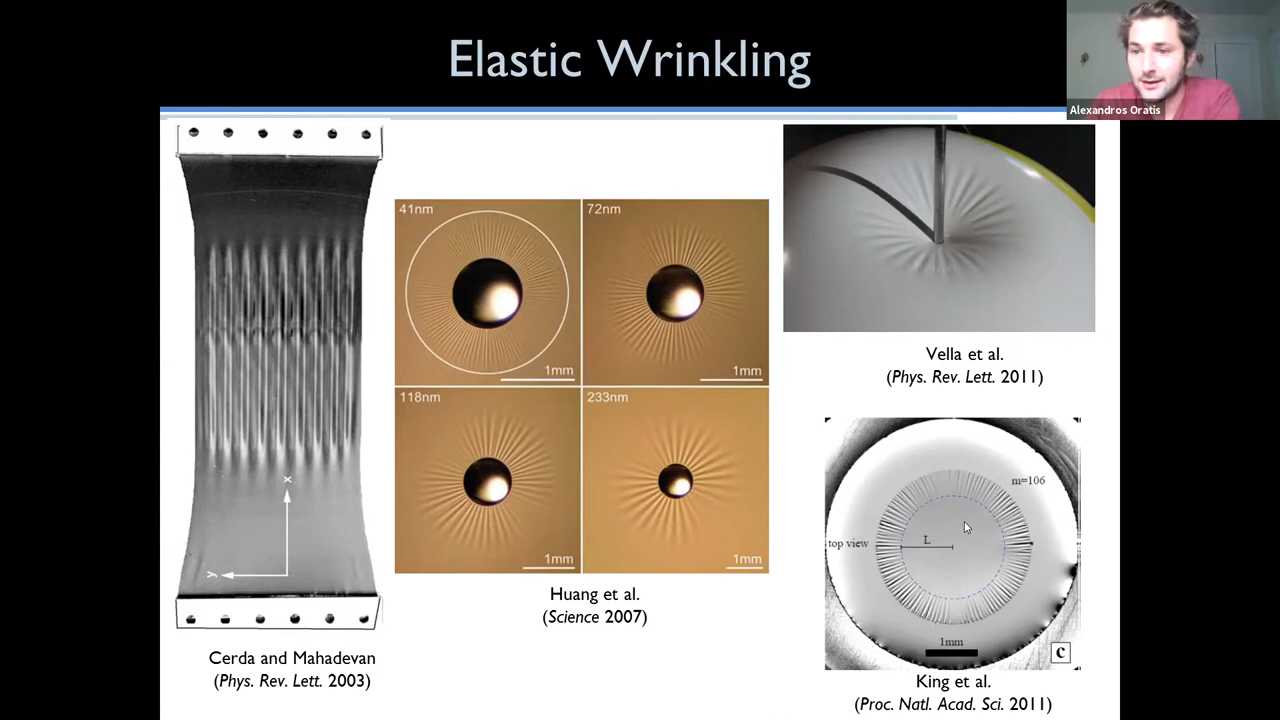 Elastic Wrinkling
Alexandros Oratis
x
y
Cerda and Mahadevan
(Phys. Rev. Lett. 2003)
41nm
1mm
72nm
1mm
118nm
1mm
233nm
1mm
Huang et al.
(Science 2007)
Vella et al.
(Phys. Rev. Lett. 2011)
m=106
top view
L
1mm
c
King et al.
(Proc. Natl. Acad. Sci. 2011)